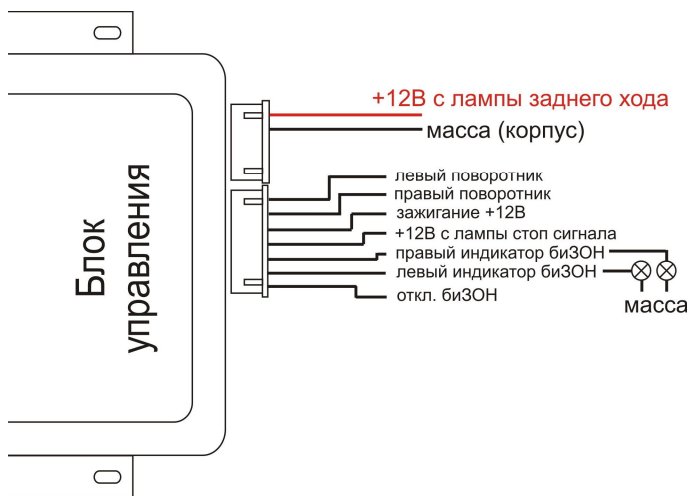 +12В с лампы заднего хода
масса (корпус)
Блок
управления
левый поворотник
правый поворотник
зажигание +12В
+12В с лампы стоп сигнала
правый индикатор биЗОН
левый индикатор биЗОН
откл. биЗОН
масса